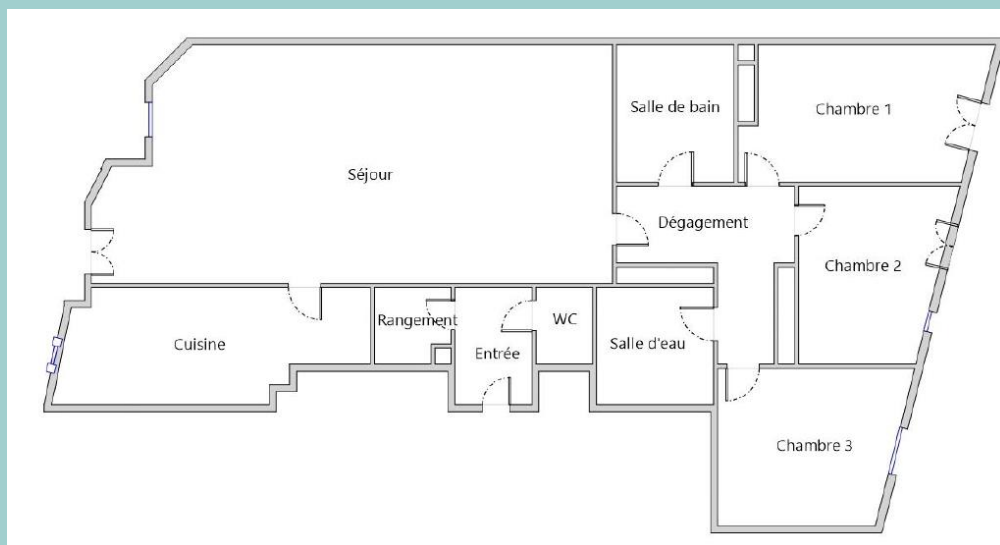 Salle de bain
Chambre 1
Séjour
Dégagement
Chambre 2
Rangement
WC
Cuisine
Entrée
Salle d'eau
Chambre 3